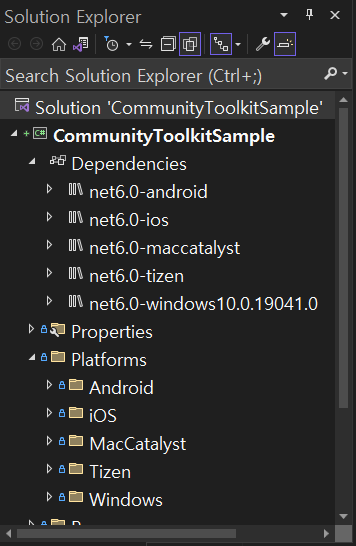 Solution Explorer
Search Solution Explorer (Ctrl+;)
Solution 'CommunityToolkitSample'
C# CommunityToolkitSample
Dependencies
net6.0-android
net6.0-ios
net6.0-maccatalyst
net6.0-tizen
net6.0-windows10.0.19041.0
Properties
Platforms
Android
iOS
MacCatalyst
Tizen
Windows